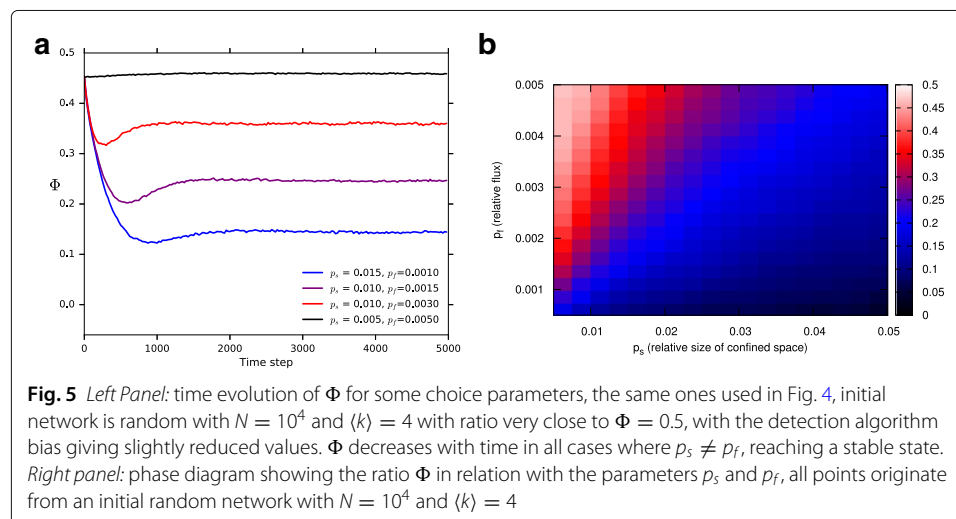 a
0.5
0.4
0.3
Φ
0.2
0.1
0.0
p_s = 0.015, p_f=0.0010
p_s = 0.010, p_f=0.0015
p_s = 0.010, p_f=0.0030
p_s = 0.005, p_f=0.0050
0 1000 2000 3000 4000 5000
Time step
b
0.005
0.004
0.003
0.002
0.001
p_f (relative flux)
0.01 0.02 0.03 0.04 0.05
p_s (relative size of confined space)
0.5
0.45
0.4
0.35
0.3
0.25
0.2
0.15
0.1
0.05
0
Fig. 5 Left Panel: time evolution of Φ for some choice parameters, the same ones used in Fig. 4, initial
network is random with N = 10^4 and ⟨k⟩ = 4 with ratio very close to Φ = 0.5, with the detection algorithm
bias giving slightly reduced values. Φ decreases with time in all cases where p_s ≠ p_f, reaching a stable state.
Right panel: phase diagram showing the ratio Φ in relation with the parameters p_s and p_f, all points originate
from an initial random network with N = 10^4 and ⟨k⟩ = 4